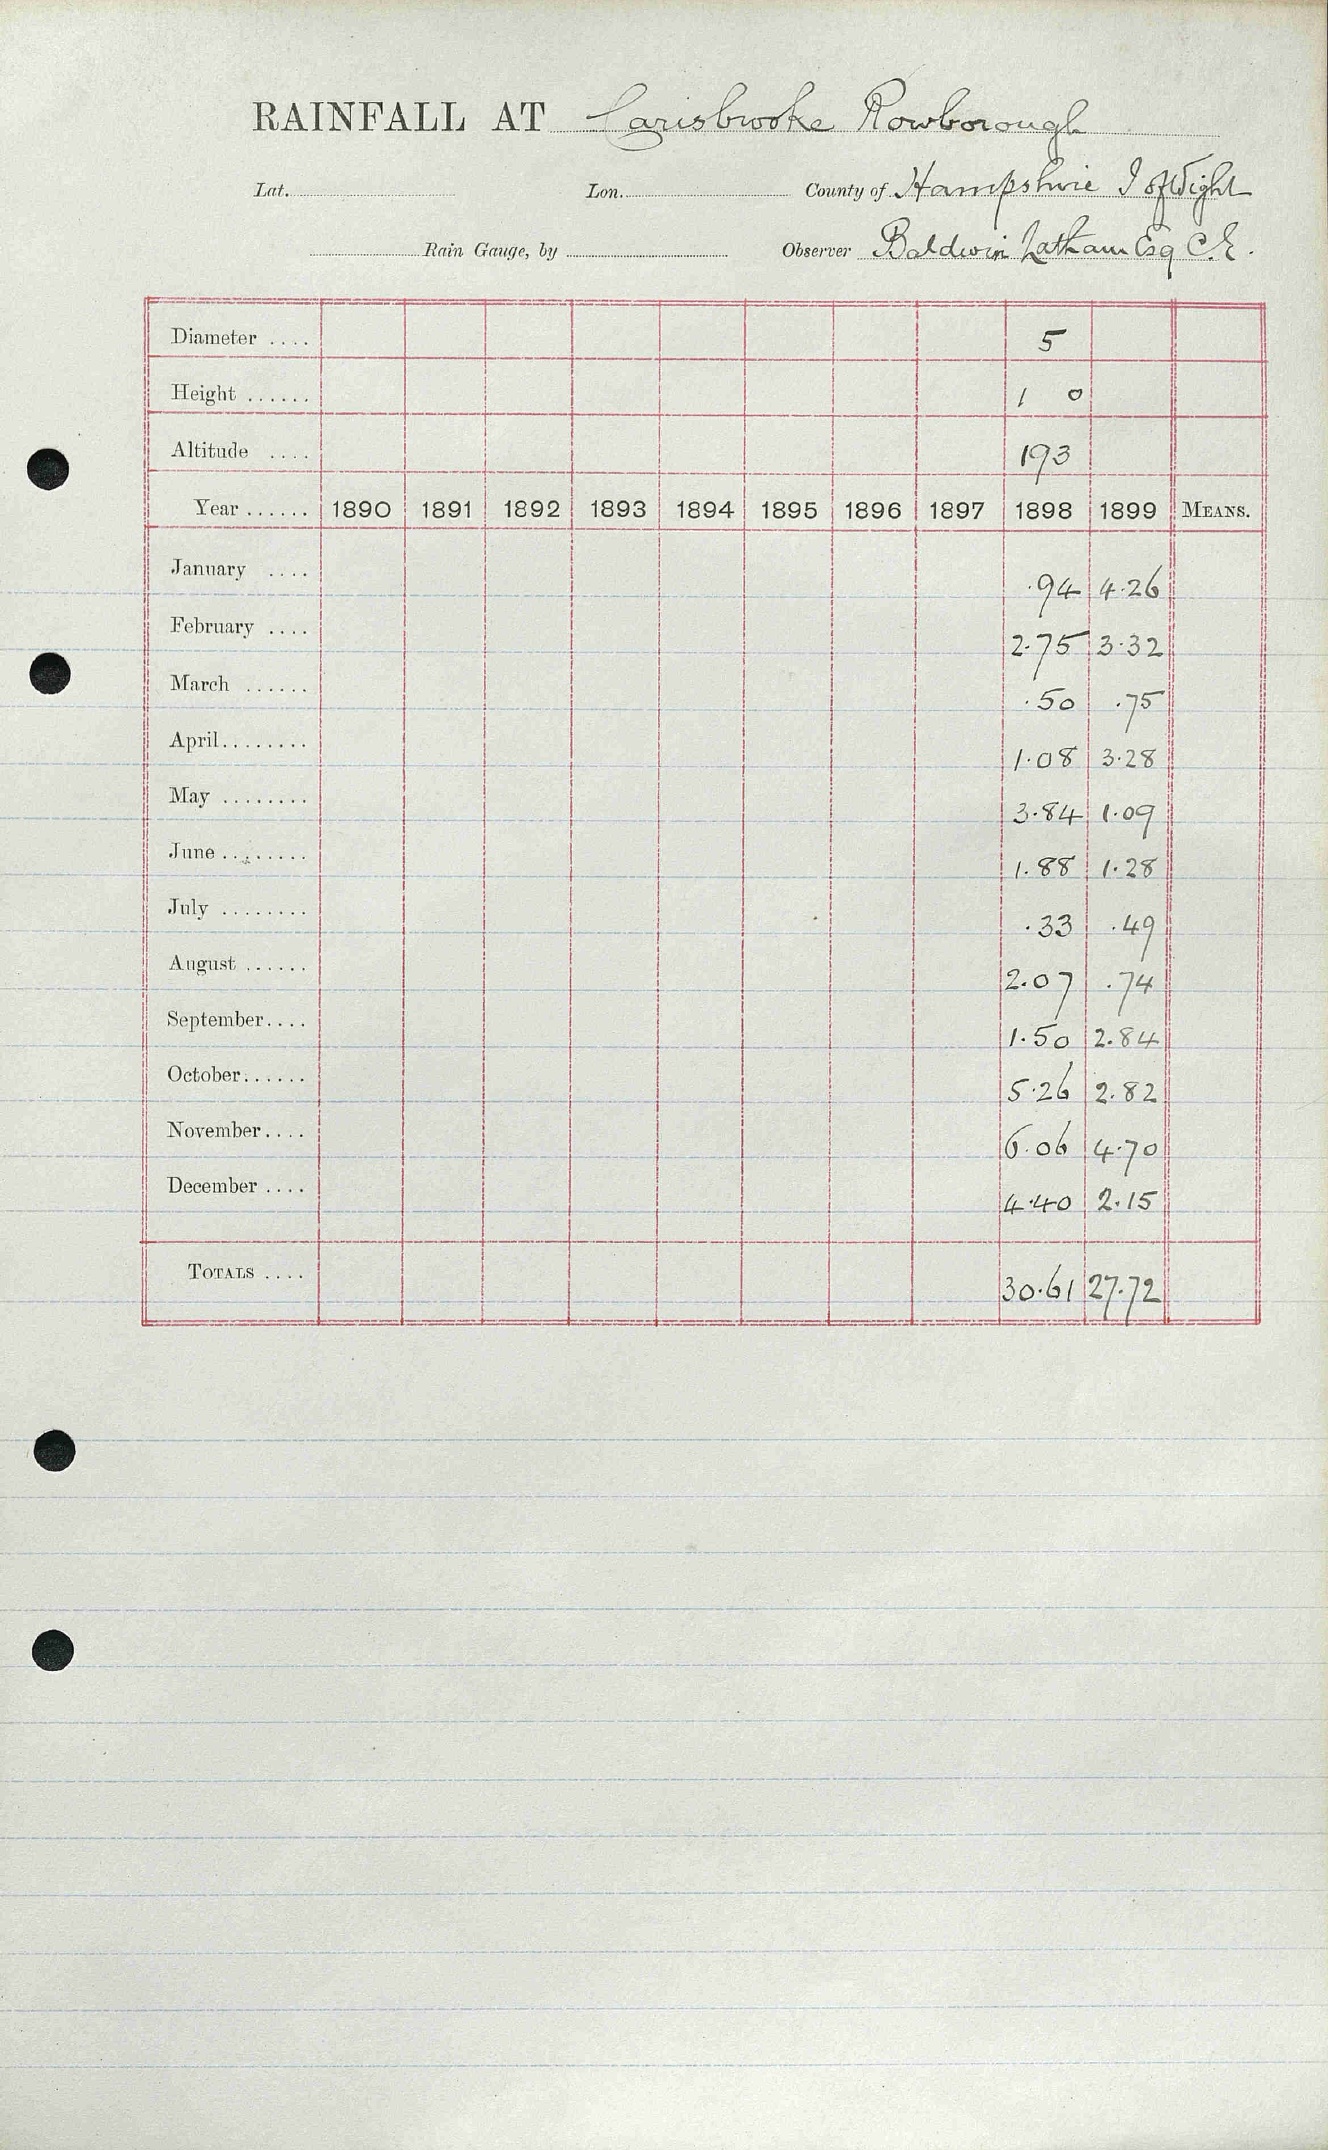 RAINFALL AT Carisbrooke Rowborough
Lat. Lon. County of Hampshire I of Wight
Rain Gauge, by Observer Baldwin Latham Esq C.E.
Diameter .... 5
Height ...... 1 0
Altitude .... 193
Year ...... 1890 1891 1892 1893 1894 1895 1896 1897 1898 1899 MEANS.
January .... .94 4.26
February .... 2.75 3.32
March ...... .50 .75
April........ 1.08 3.28
May ........ 3.84 1.09
June ........ 1.88 1.28
July ........ .33 .49
August ...... 2.07 .74
September.... 1.50 2.84
October...... 5.26 2.82
November.... 6.06 4.70
December .... 4.40 2.15
TOTALS .... 30.61 27.72